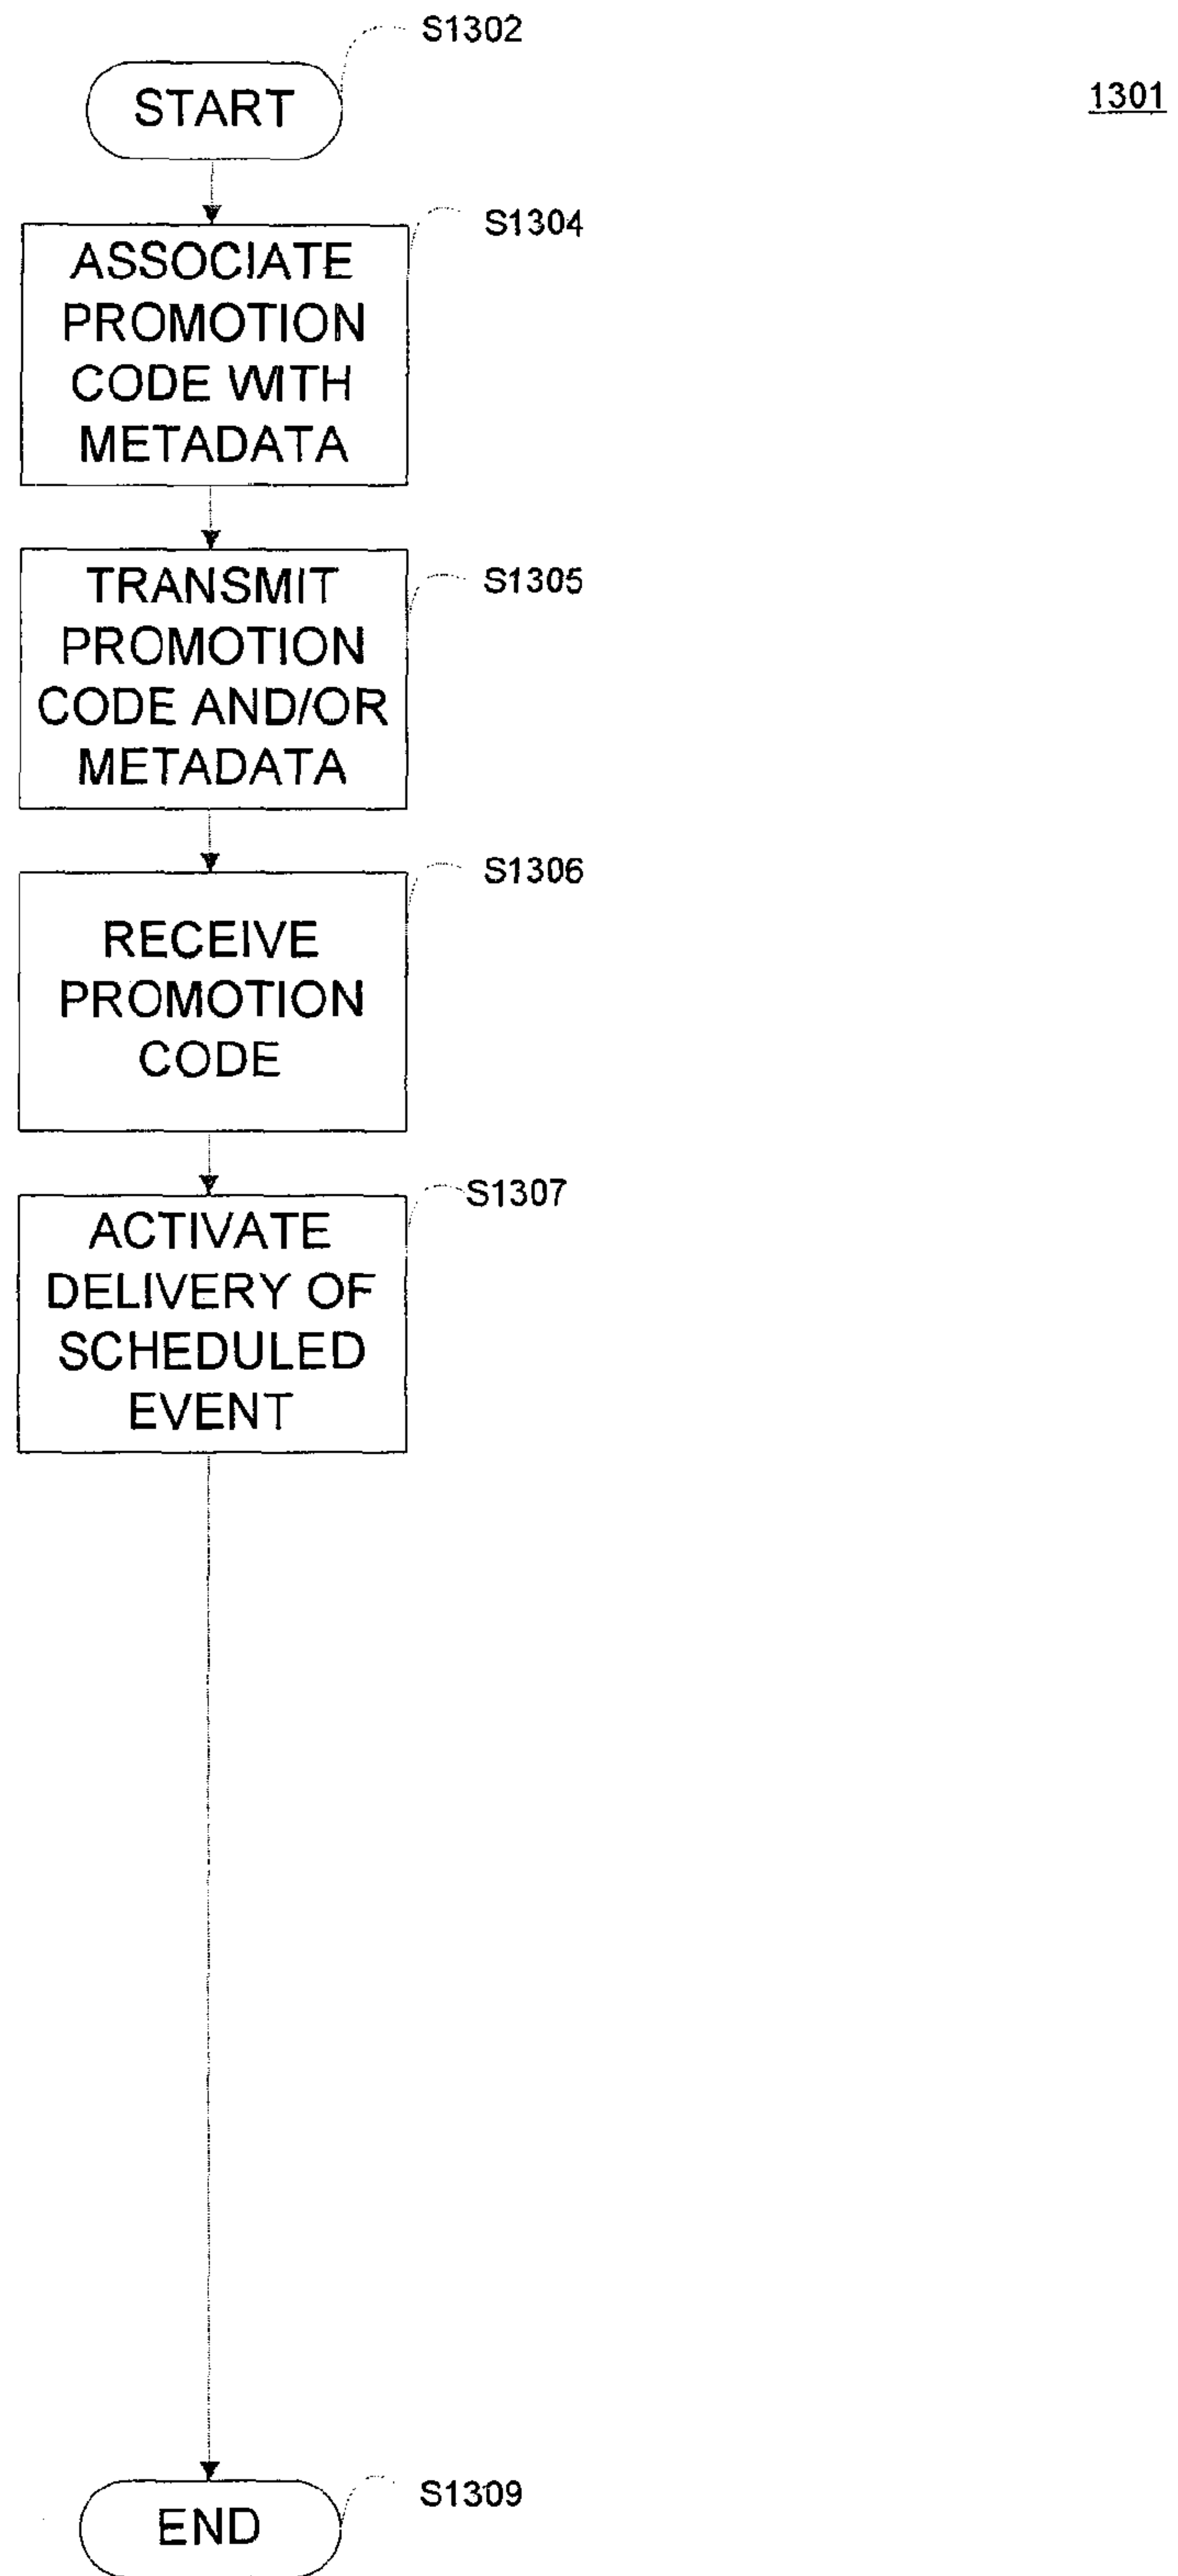 S1302
START
1301
S1304
ASSOCIATE
PROMOTION
CODE WITH
METADATA
S1305
TRANSMIT
PROMOTION
CODE AND/OR
METADATA
S1306
RECEIVE
PROMOTION
CODE
S1307
ACTIVATE
DELIVERY OF
SCHEDULED
EVENT
S1309
END